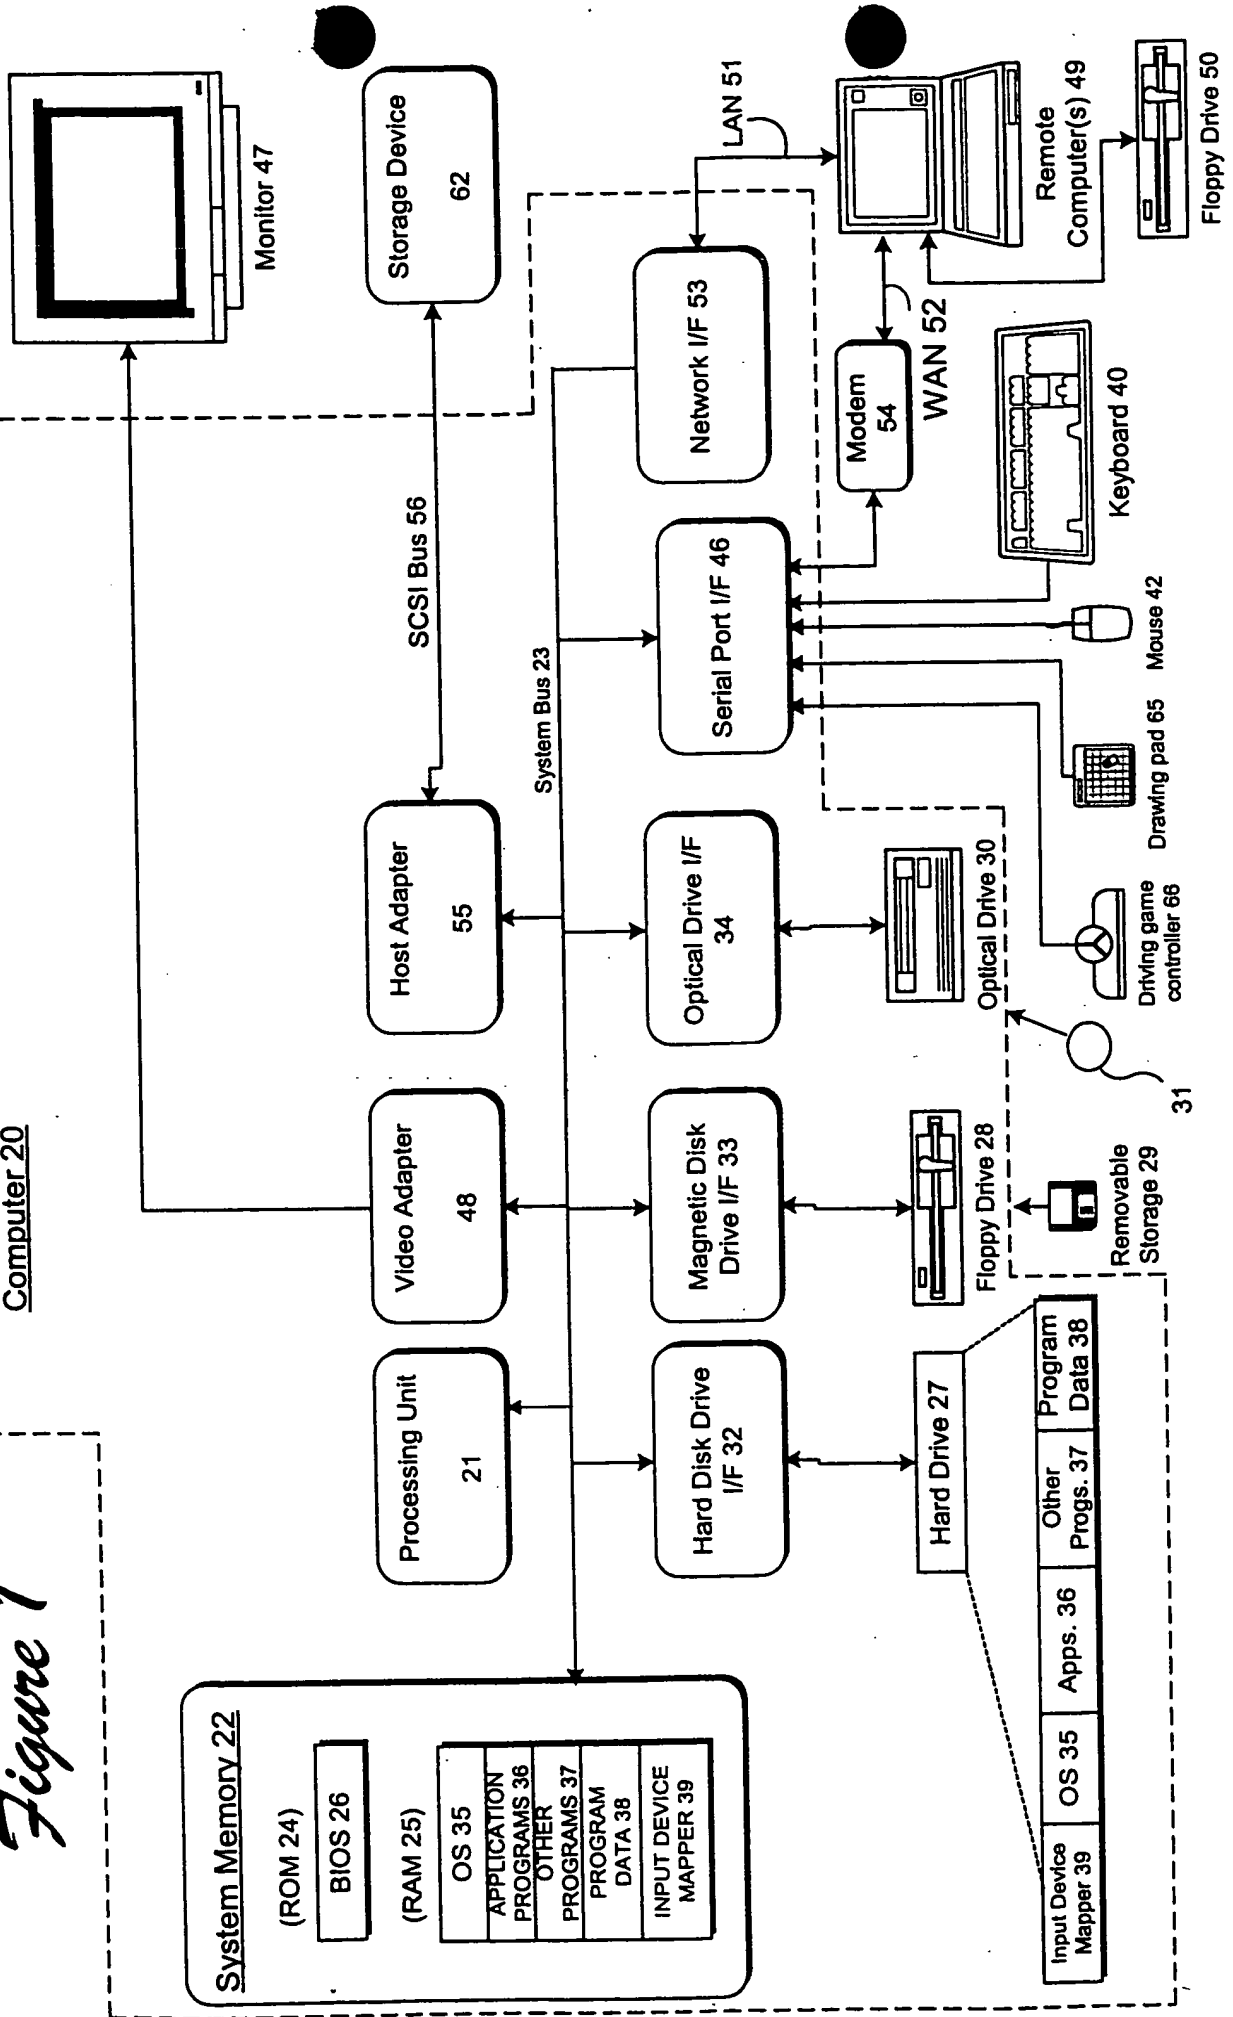 Figure 1
Computer 20
Monitor 47
System Memory 22
(ROM 24)
BIOS 26
(RAM 25)
OS 35
APPLICATION
PROGRAMS 36
OTHER
PROGRAMS 37
PROGRAM
DATA 38
INPUT DEVICE
MAPPER 39
Processing Unit
21
Video Adapter
48
Host Adapter
55
Storage Device
62
SCSI Bus 56
System Bus 23
Hard Disk Drive
I/F 32
Magnetic Disk
Drive I/F 33
Optical Drive I/F
34
Serial Port I/F 46
Network I/F 53
LAN 51
Modem
54
WAN 52
Hard Drive 27
Floppy Drive 28
Optical Drive 30
Remote
Computer(s) 49
Floppy Drive 50
Keyboard 40
Mouse 42
Drawing pad 65
Driving game
controller 66
31
Removable
Storage 29
Input Device
Mapper 39
OS 35
Apps. 36
Other
Progs. 37
Program
Data 38